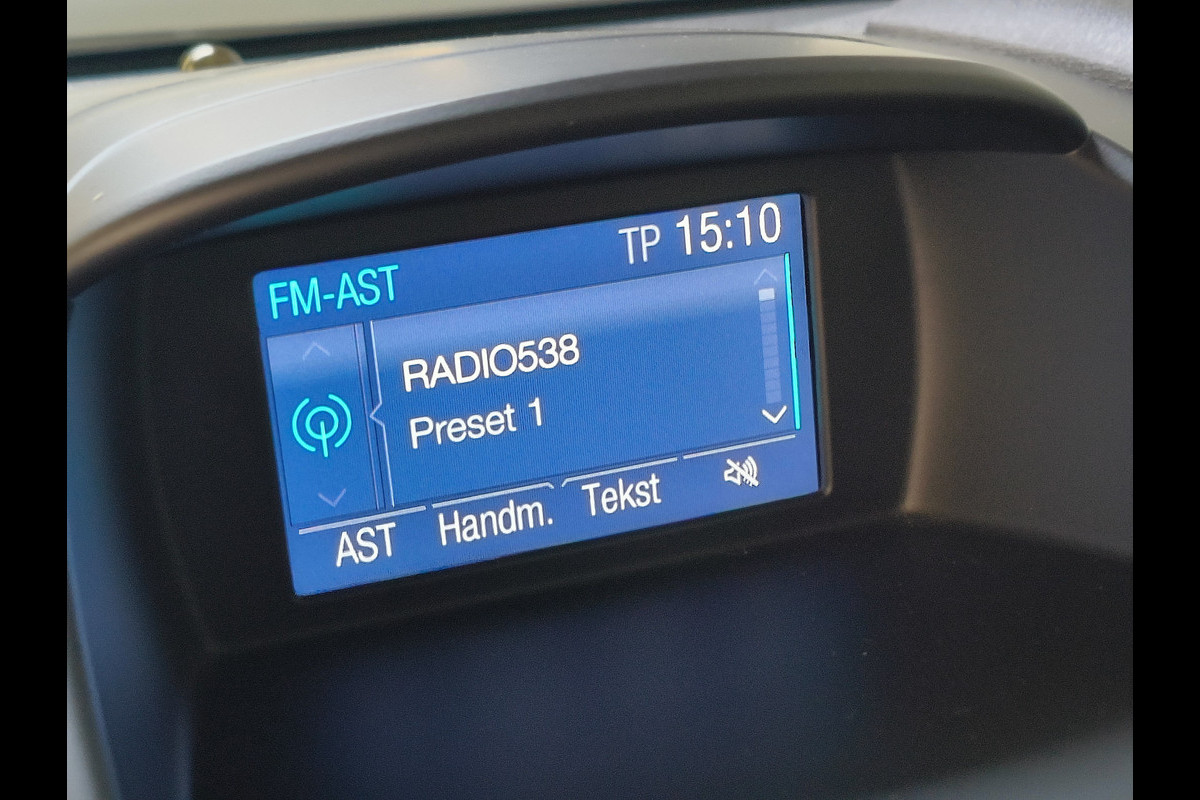 TP 15:10
FM-AST
RADIO538
Preset 1
AST Handm. Tekst